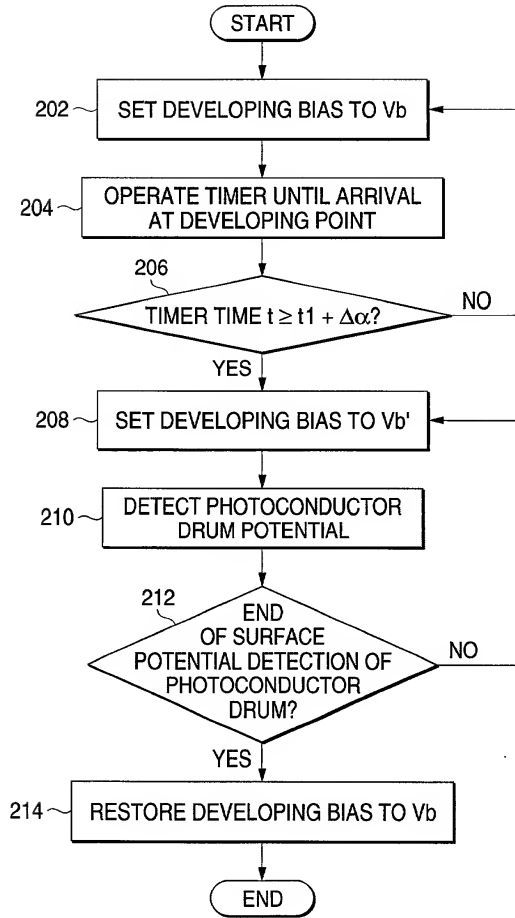 START
202
SET DEVELOPING BIAS TO Vb
204
OPERATE TIMER UNTIL ARRIVAL
AT DEVELOPING POINT
206
TIMER TIME t ≥ t1 + Δα?
NO
YES
208
SET DEVELOPING BIAS TO Vb'
210
DETECT PHOTOCONDUCTOR
DRUM POTENTIAL
212
END
OF SURFACE
POTENTIAL DETECTION OF
PHOTOCONDUCTOR
DRUM?
NO
YES
214
RESTORE DEVELOPING BIAS TO Vb
END